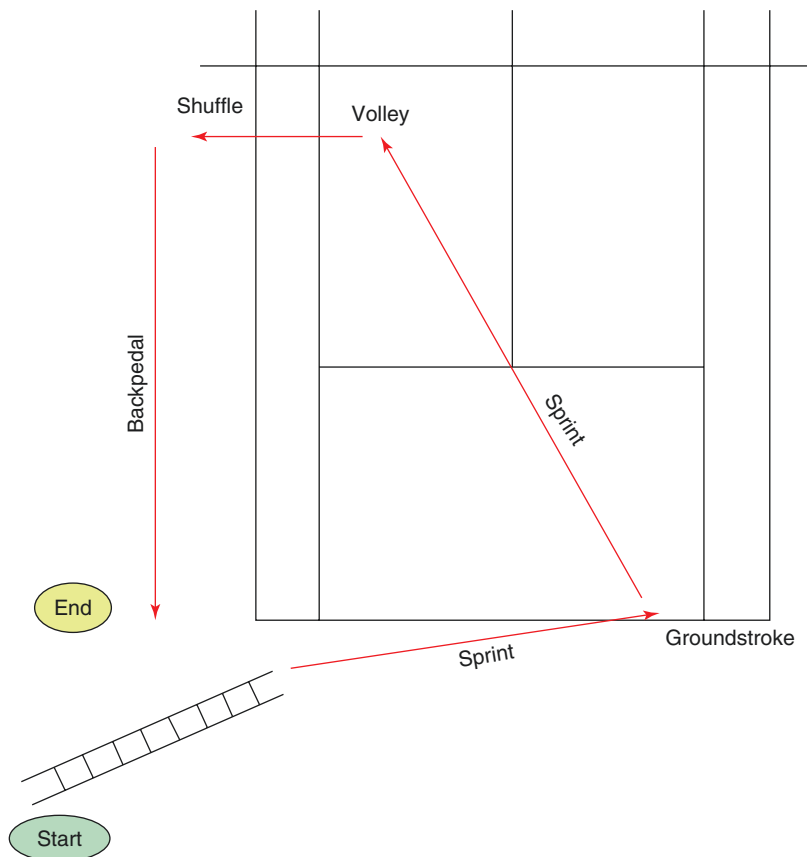 Shuffle
Volley
Backpedal
Sprint
End
Groundstroke
Sprint
Start